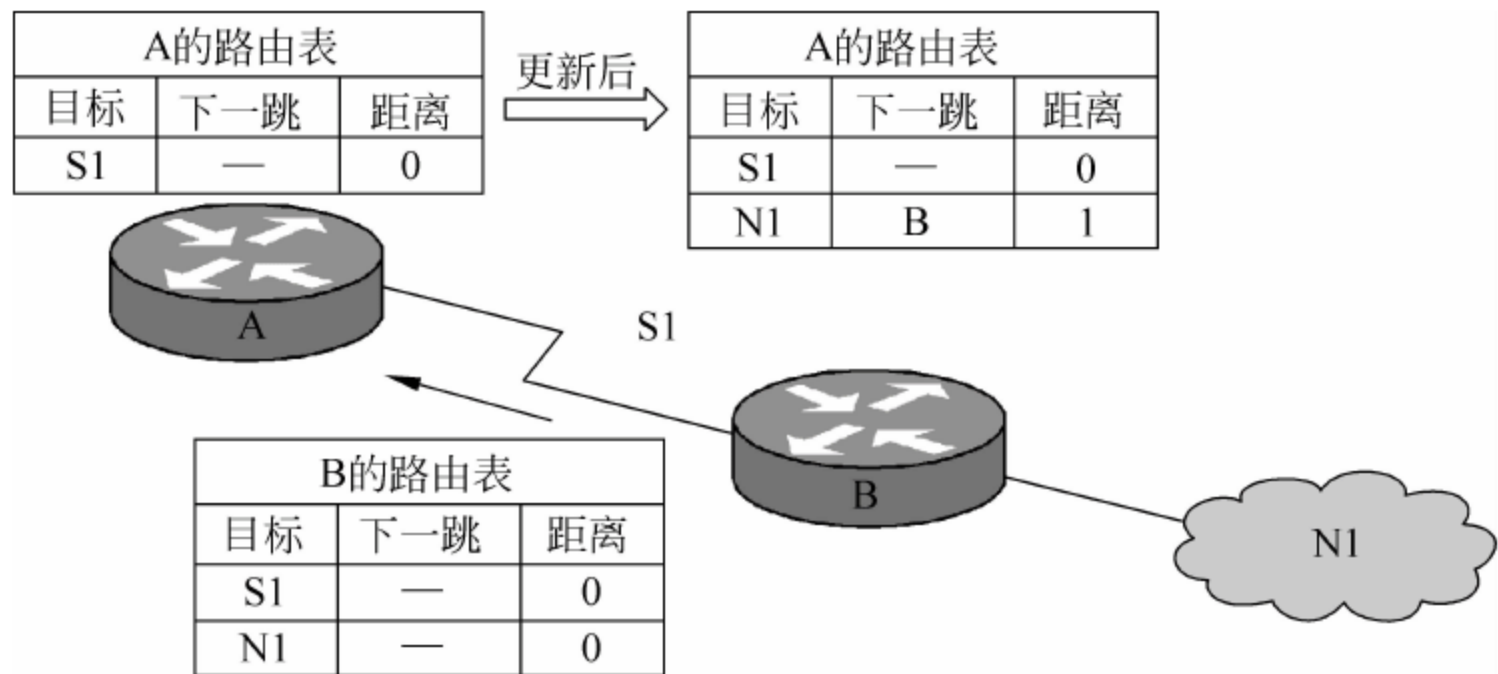 A的路由表
目标 下一跳 距离
S1 — 0
更新后
A的路由表
目标 下一跳 距离
S1 — 0
N1 B 1
A
S1
B的路由表
目标 下一跳 距离
S1 — 0
N1 — 0
B
N1